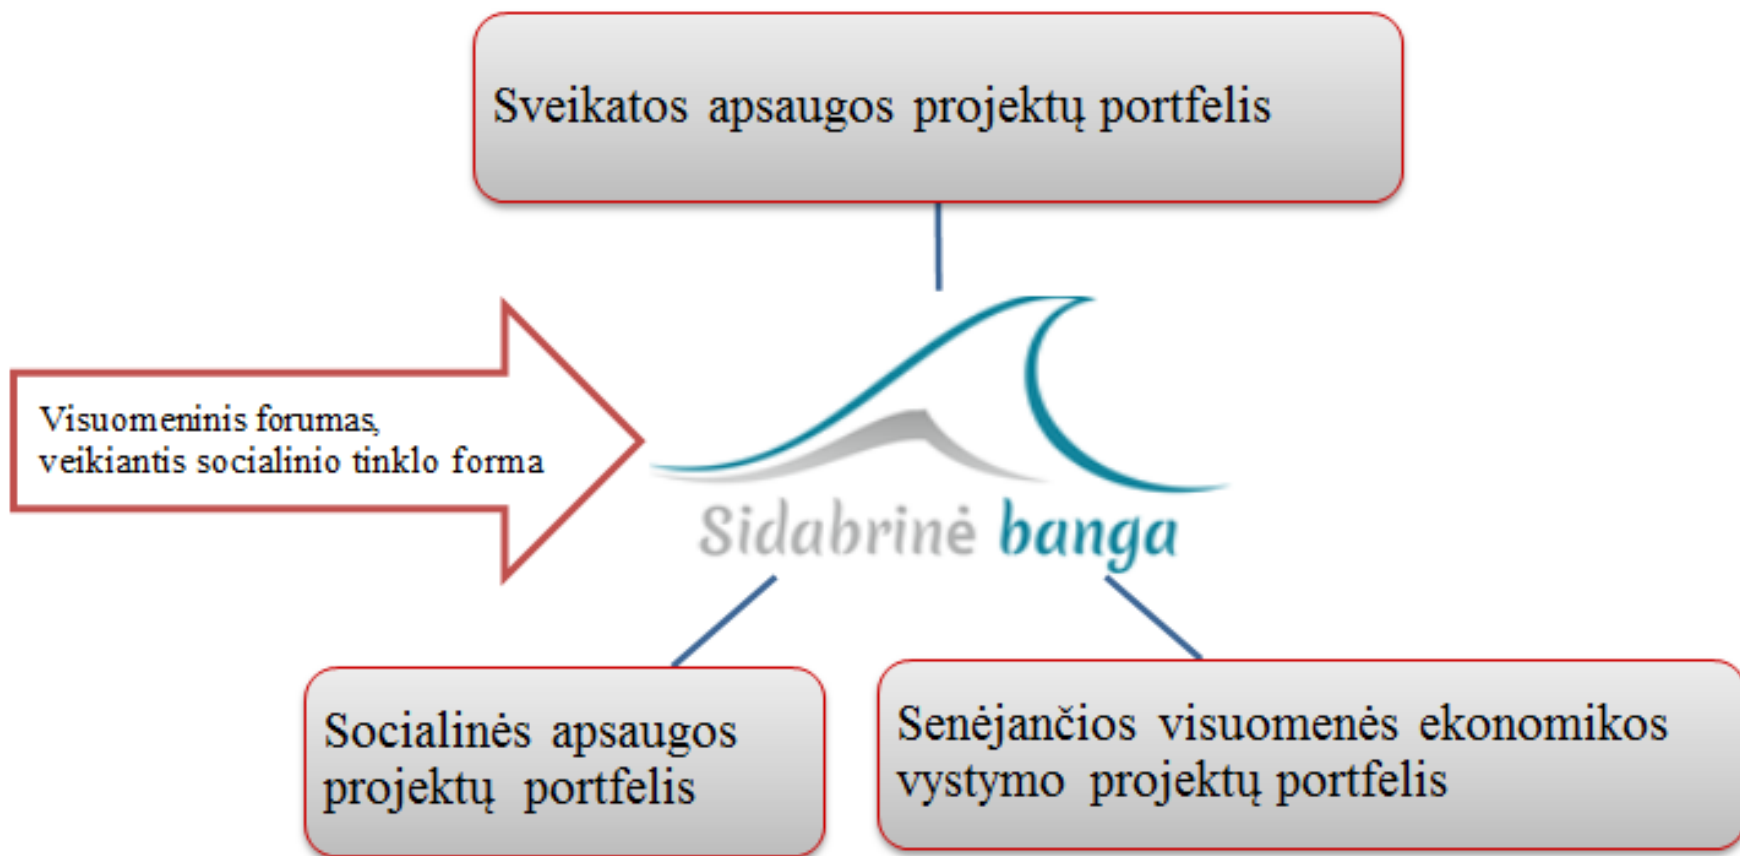 Sveikatos apsaugos projektų portfelis
Visuomeninis forumas,
veikiantis socialinio tinklo forma
Sidabrinė banga
Socialinės apsaugos
projektų portfelis
Senėjančios visuomenės ekonomikos
vystymo projektų portfelis